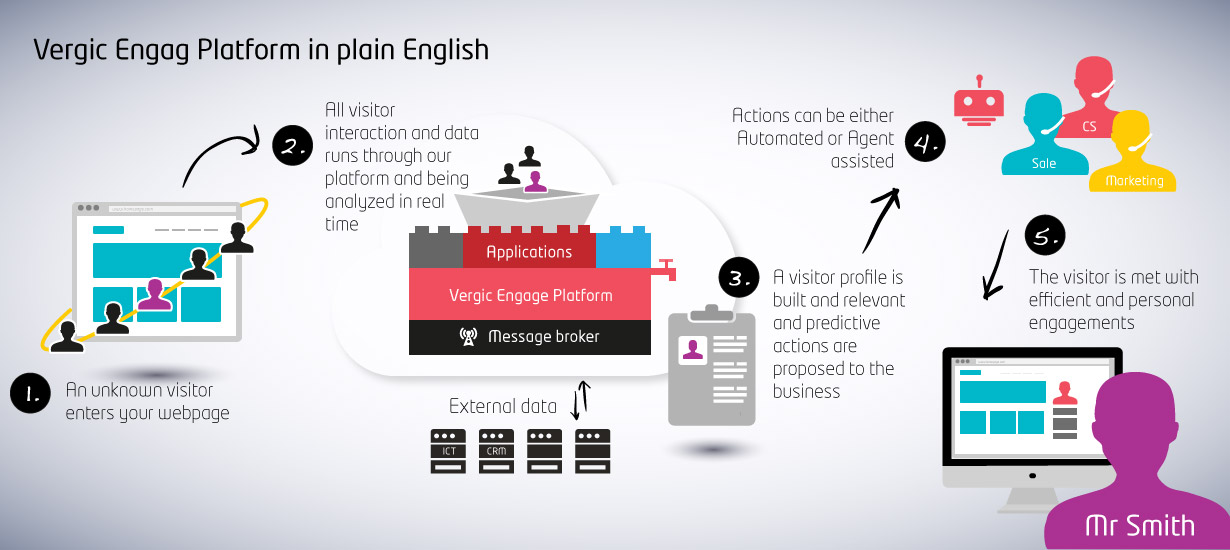 Vergic Engag Platform in plain English
1.
An unknown visitor
enters your webpage
2.
All visitor
interaction and data
runs through our
platform and being
analyzed in real
time
Applications
Vergic Engage Platform
Message broker
External data
ICT
CRM
3.
A visitor profile is
built and relevant
and predictive
actions are
proposed to the
business
4.
Actions can be either
Automated or Agent
assisted
CS
Sale
Marketing
5.
The visitor is met with
efficient and personal
engagements
Mr Smith